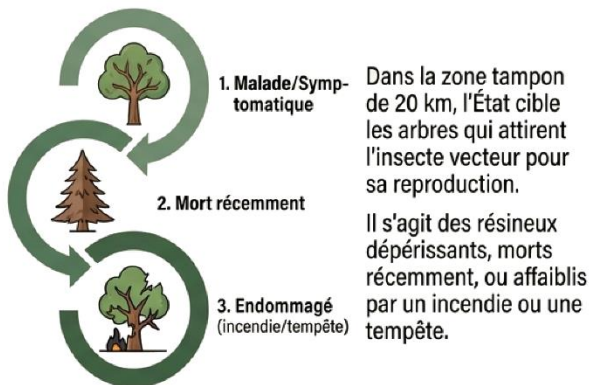 1. Malade/Symp-
tomatique
2. Mort récemment
3. Endommagé
(incendie/tempête)
Dans la zone tampon
de 20 km, l'État cible
les arbres qui attirent
l'insecte vecteur pour
sa reproduction.
Il s'agit des résineux
dépérissants, morts
récemment, ou affaiblis
par un incendie ou une
tempête.